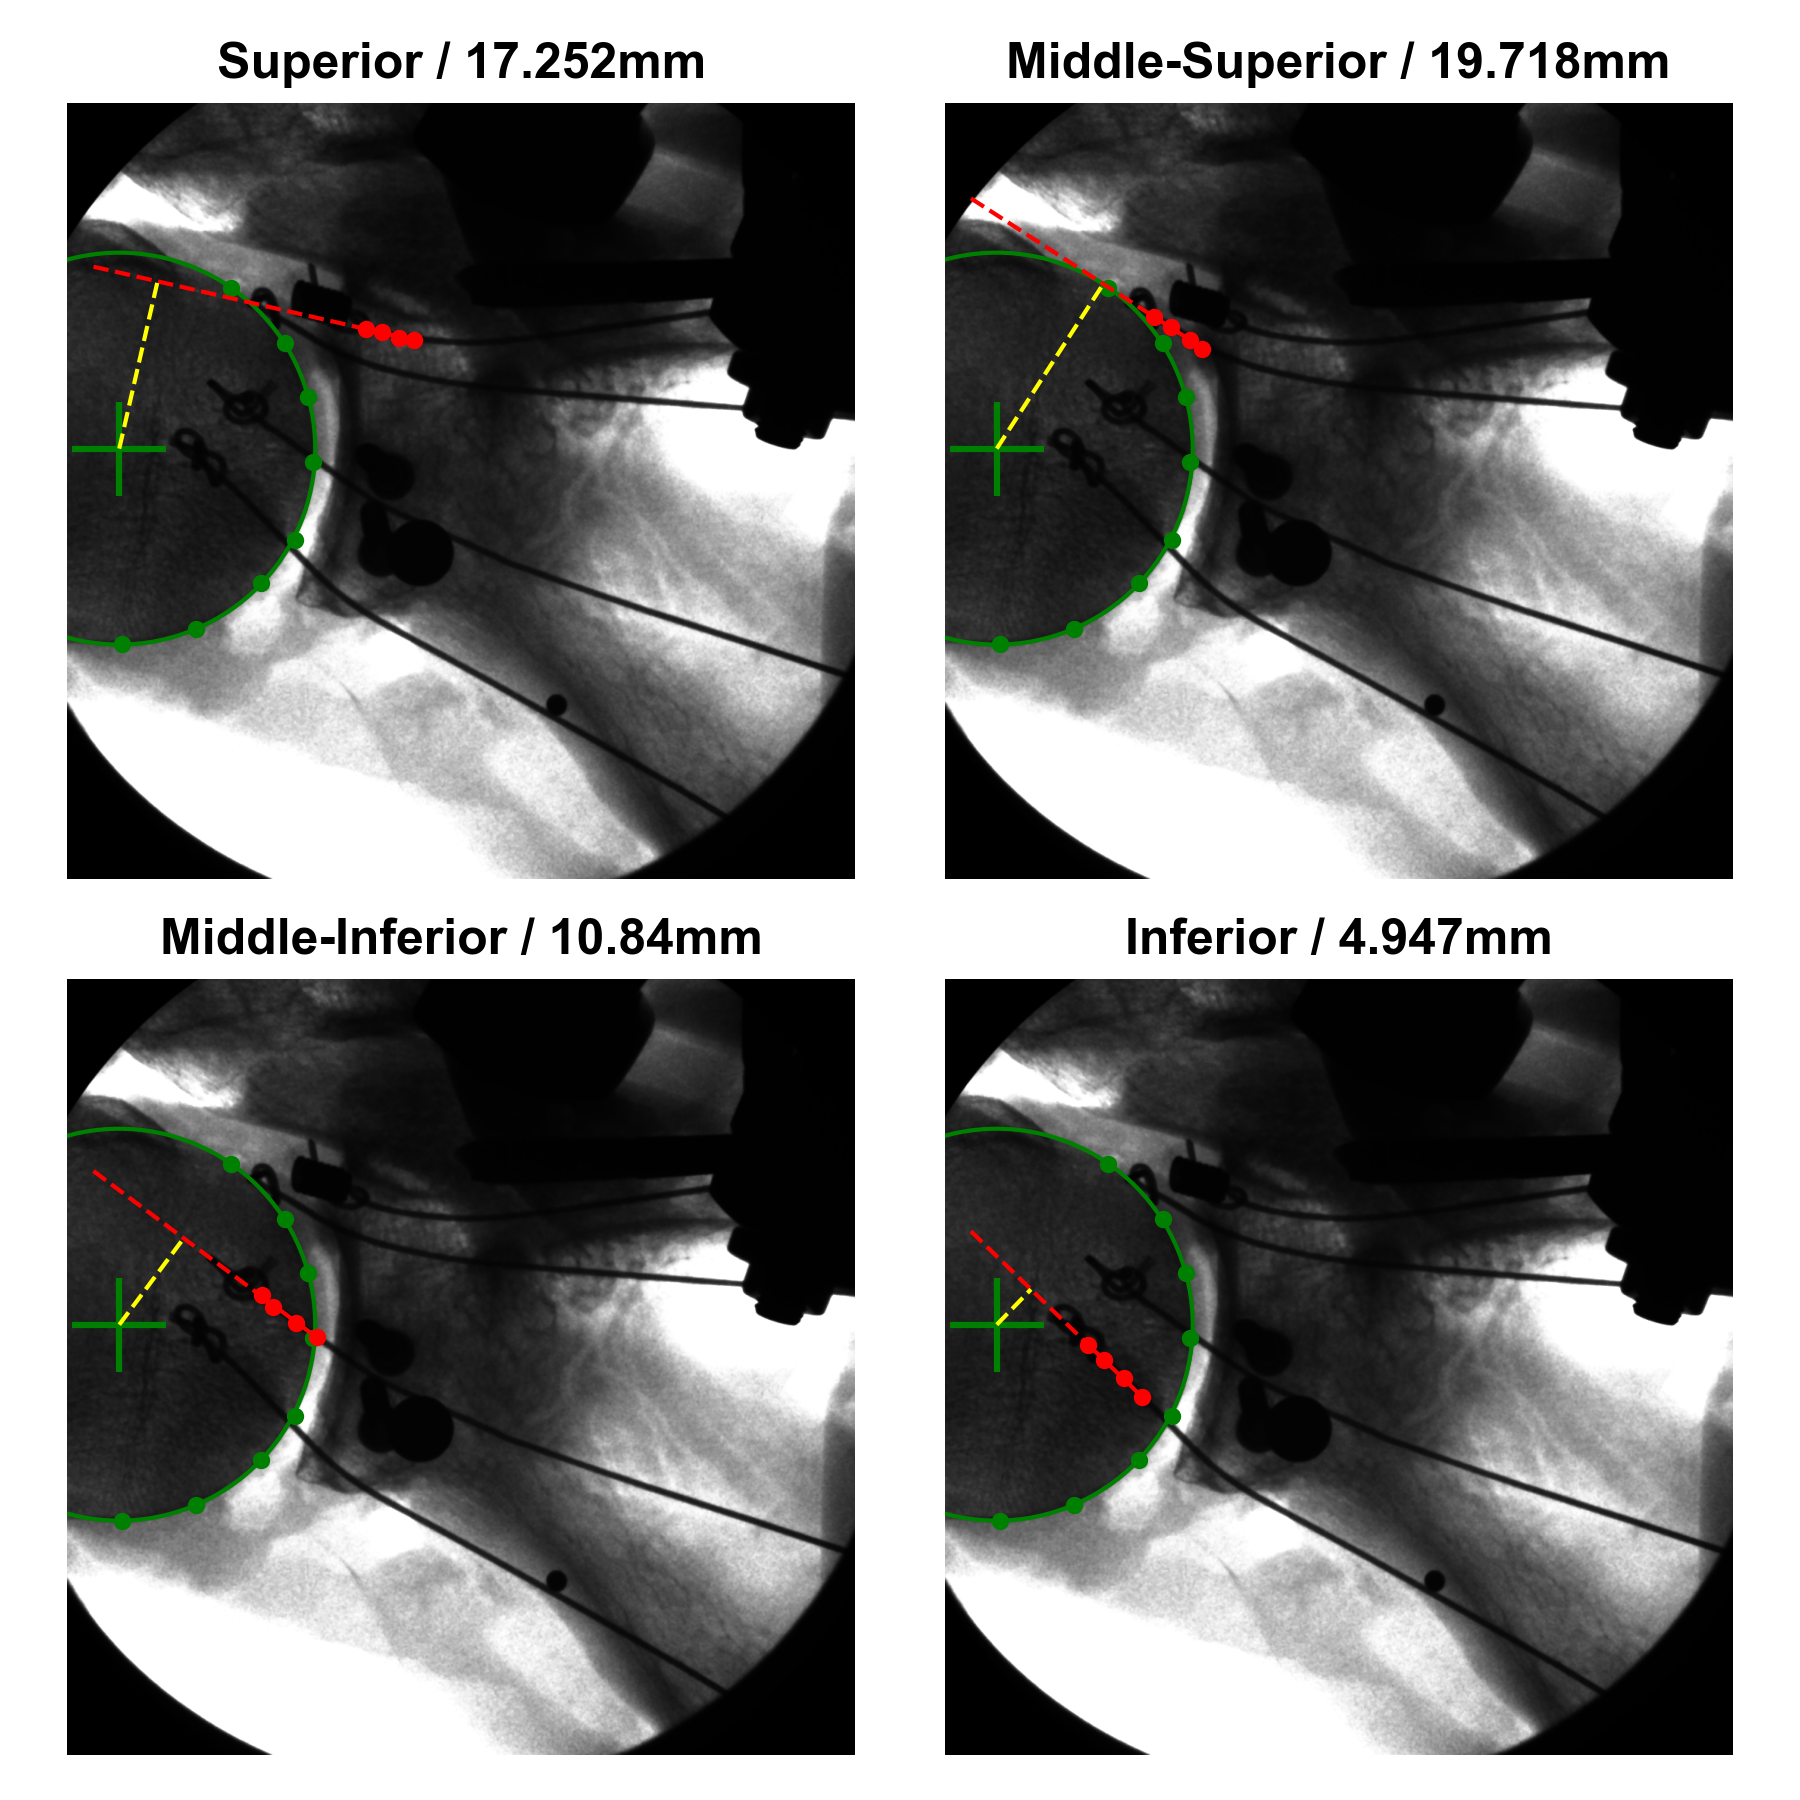 Superior / 17.252mm
Middle-Superior / 19.718mm
Middle-Inferior / 10.84mm
Inferior / 4.947mm